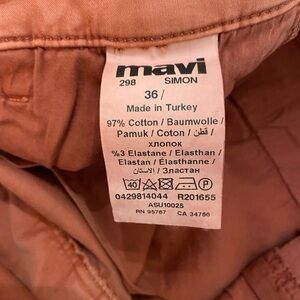 mavi
298 SIMON
36 /
Made in Turkey
97% Cotton / Baumwolle /
Pamuk / Coton / قطن /
хлопок
%3 Elastane / Elasthan /
Elastan / Élasthanne /
الاستان / Эластан
40 P
0429814044 R201655
ASU10025
RN 95767 CA 34786